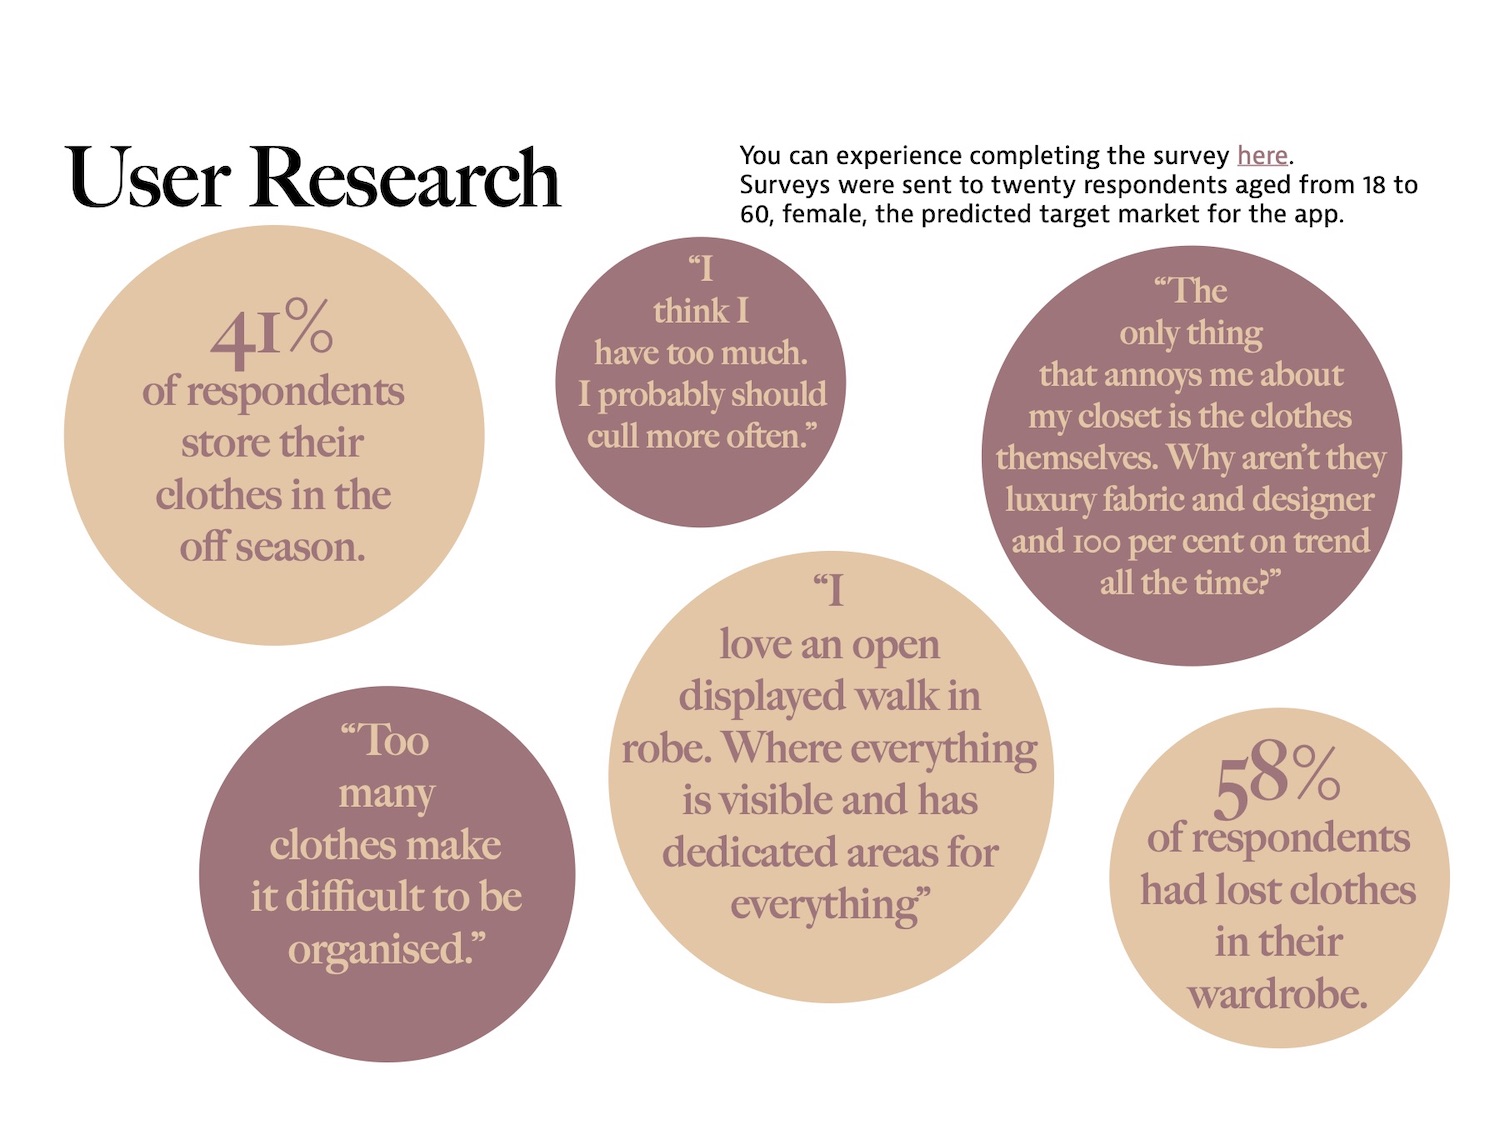 User Research
You can experience completing the survey here.
Surveys were sent to twenty respondents aged from 18 to
60, female, the predicted target market for the app.
41%
of respondents
store their
clothes in the
off season.
“I
think I
have too much.
I probably should
cull more often.”
“The
only thing
that annoys me about
my closet is the clothes
themselves. Why aren’t they
luxury fabric and designer
and 100 per cent on trend
all the time?”
“Too
many
clothes make
it difficult to be
organised.”
“I
love an open
displayed walk in
robe. Where everything
is visible and has
dedicated areas for
everything”
58%
of respondents
had lost clothes
in their
wardrobe.